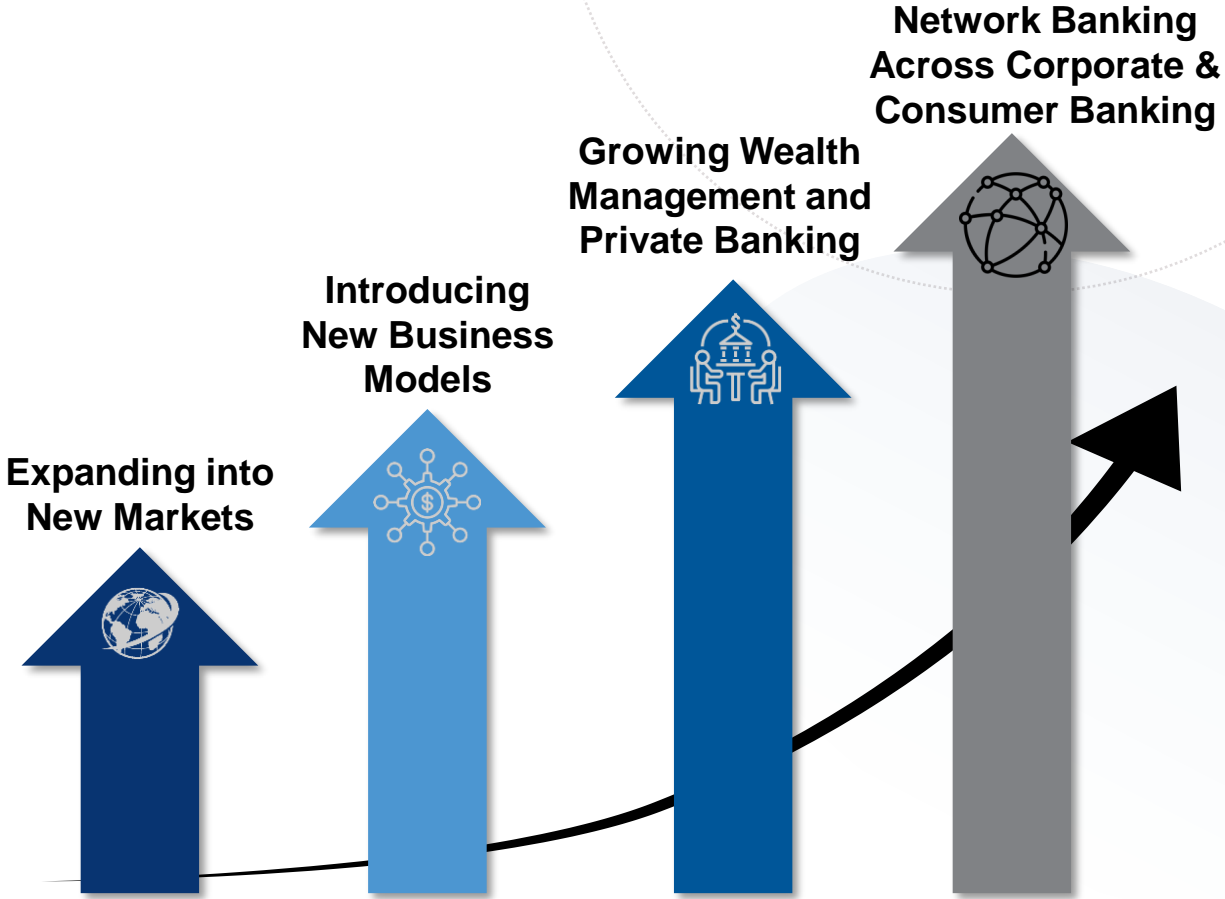 Expanding into
New Markets
Introducing
New Business
Models
Growing Wealth
Management and
Private Banking
Network Banking
Across Corporate &
Consumer Banking
$
$